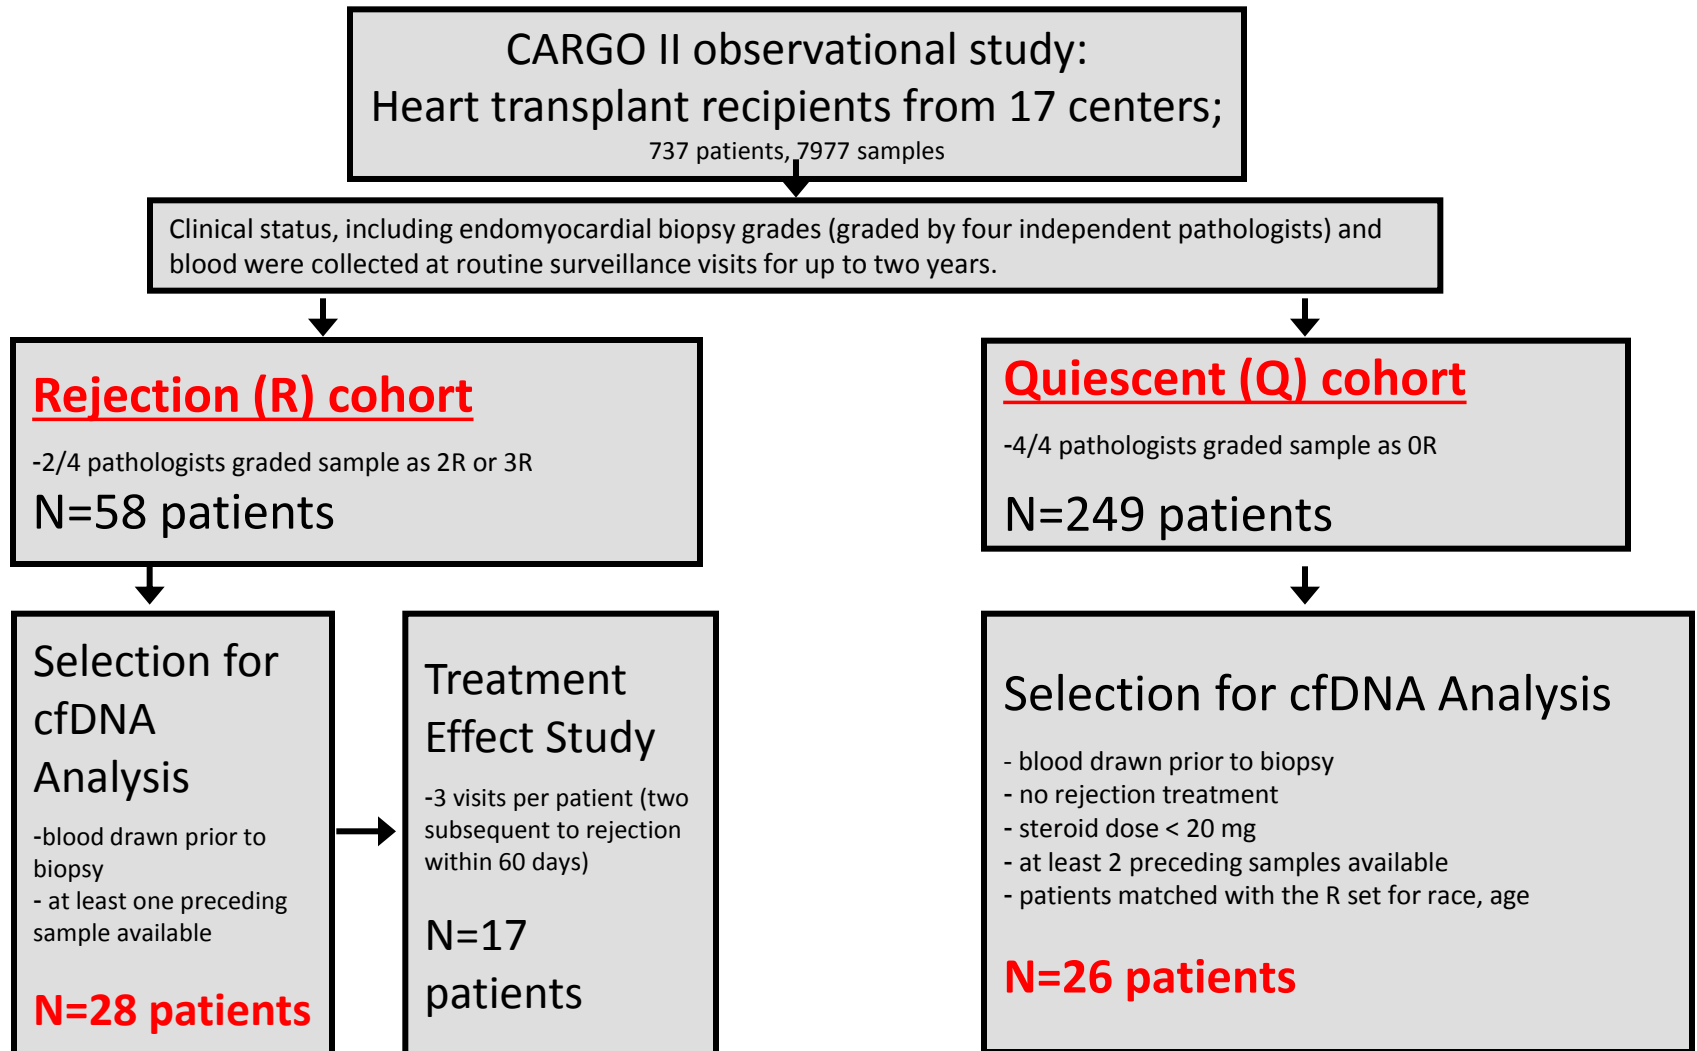 CARGO II observational study:
Heart transplant recipients from 17 centers;
737 patients, 7977 samples
Clinical status, including endomyocardial biopsy grades (graded by four independent pathologists) and
blood were collected at routine surveillance visits for up to two years.
Rejection (R) cohort
-2/4 pathologists graded sample as 2R or 3R
N=58 patients
Quiescent (Q) cohort
-4/4 pathologists graded sample as 0R
N=249 patients
Selection for
cfDNA
Analysis
-blood drawn prior to
biopsy
- at least one preceding
sample available
N=28 patients
Treatment
Effect Study
-3 visits per patient (two
subsequent to rejection
within 60 days)
N=17
patients
Selection for cfDNA Analysis
- blood drawn prior to biopsy
- no rejection treatment
- steroid dose < 20 mg
- at least 2 preceding samples available
- patients matched with the R set for race, age
N=26 patients